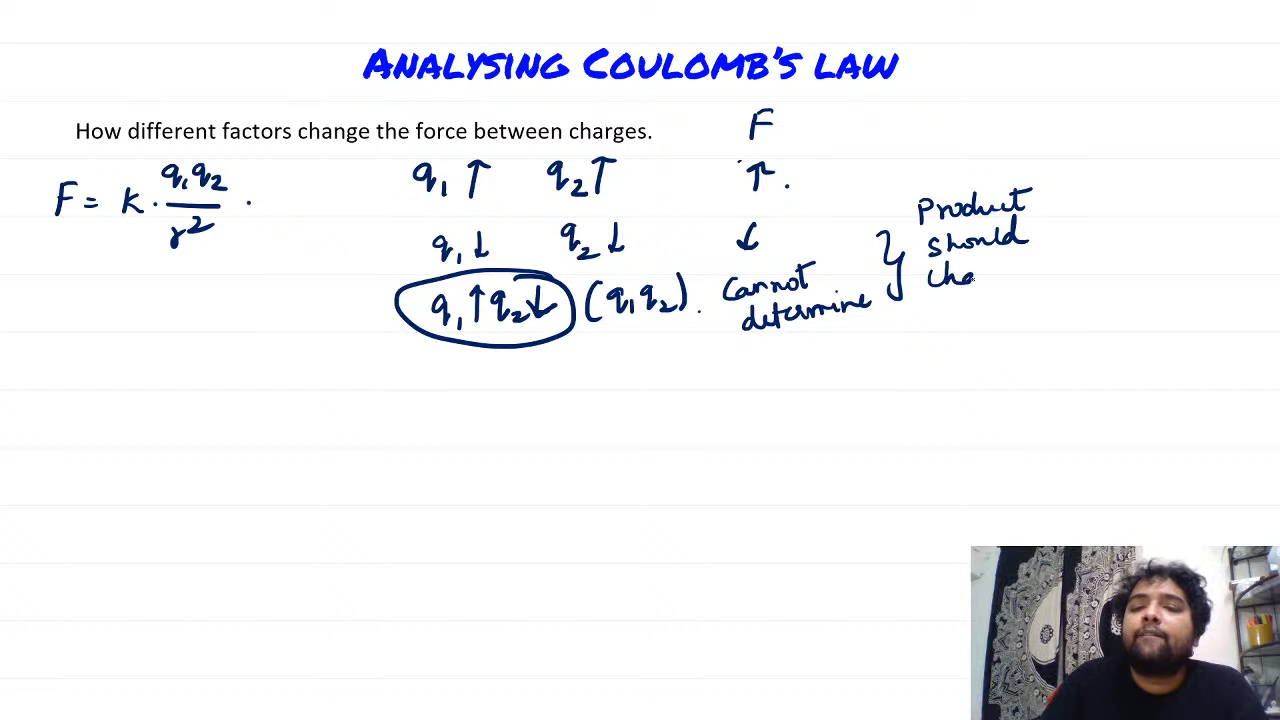 ANALYSING COULOMB'S LAW
How different factors change the force between charges.
F
F = k · q₁q₂ / r² ·
q₁ ↑ q₂ ↑ ↑ .
q₁ ↓ q₂ ↓ ↓
q₁ ↑ q₂ ↓ (q₁q₂) . Cannot
determine
} Product
should
cha